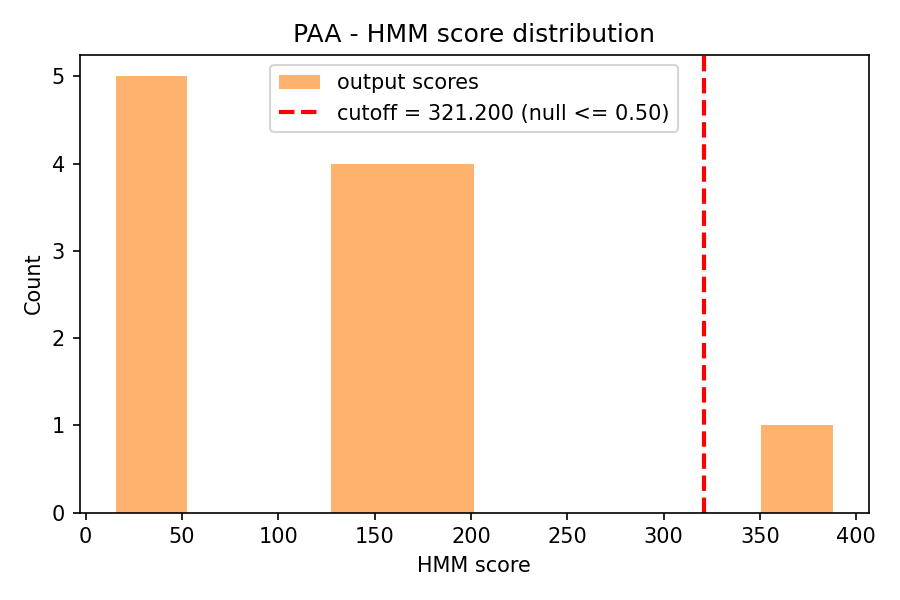 PAA - HMM score distribution
output scores
cutoff = 321.200 (null <= 0.50)
Count
5
4
3
2
1
0
0 50 100 150 200 250 300 350 400
HMM score